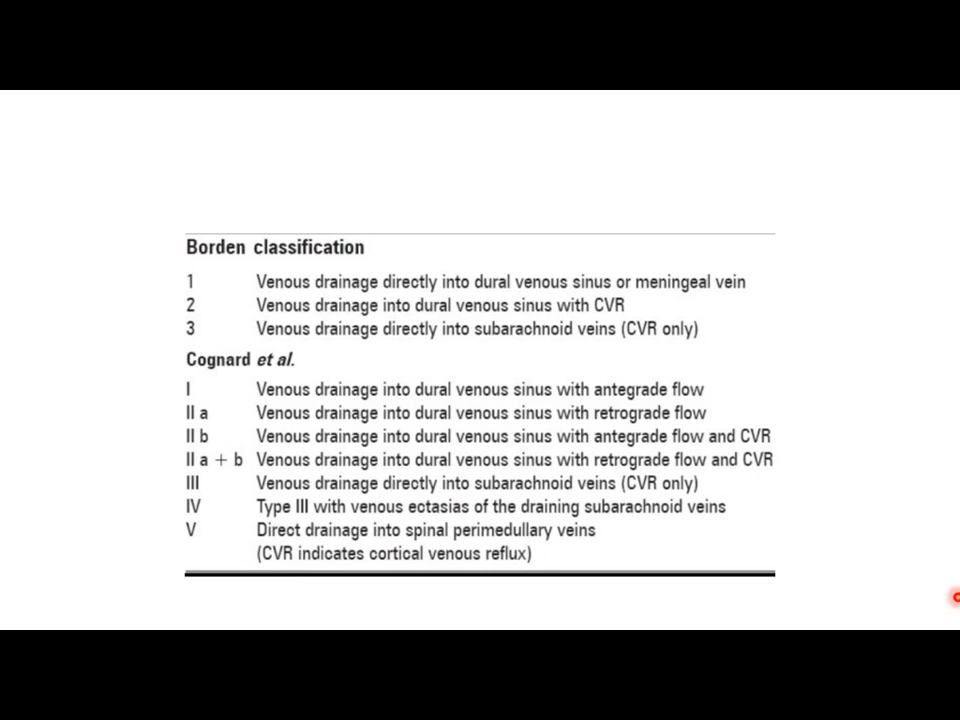 Borden classification
1 Venous drainage directly into dural venous sinus or meningeal vein
2 Venous drainage into dural venous sinus with CVR
3 Venous drainage directly into subarachnoid veins (CVR only)
Cognard et al.
I Venous drainage into dural venous sinus with antegrade flow
II a Venous drainage into dural venous sinus with retrograde flow
II b Venous drainage into dural venous sinus with antegrade flow and CVR
II a + b Venous drainage into dural venous sinus with retrograde flow and CVR
III Venous drainage directly into subarachnoid veins (CVR only)
IV Type III with venous ectasias of the draining subarachnoid veins
V Direct drainage into spinal perimedullary veins
(CVR indicates cortical venous reflux)